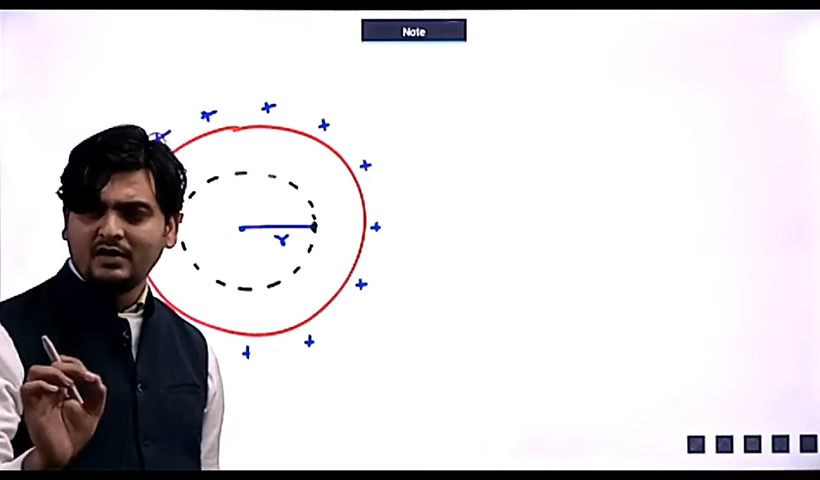 Note
+ + + +
+
+
+
+
+ +
r